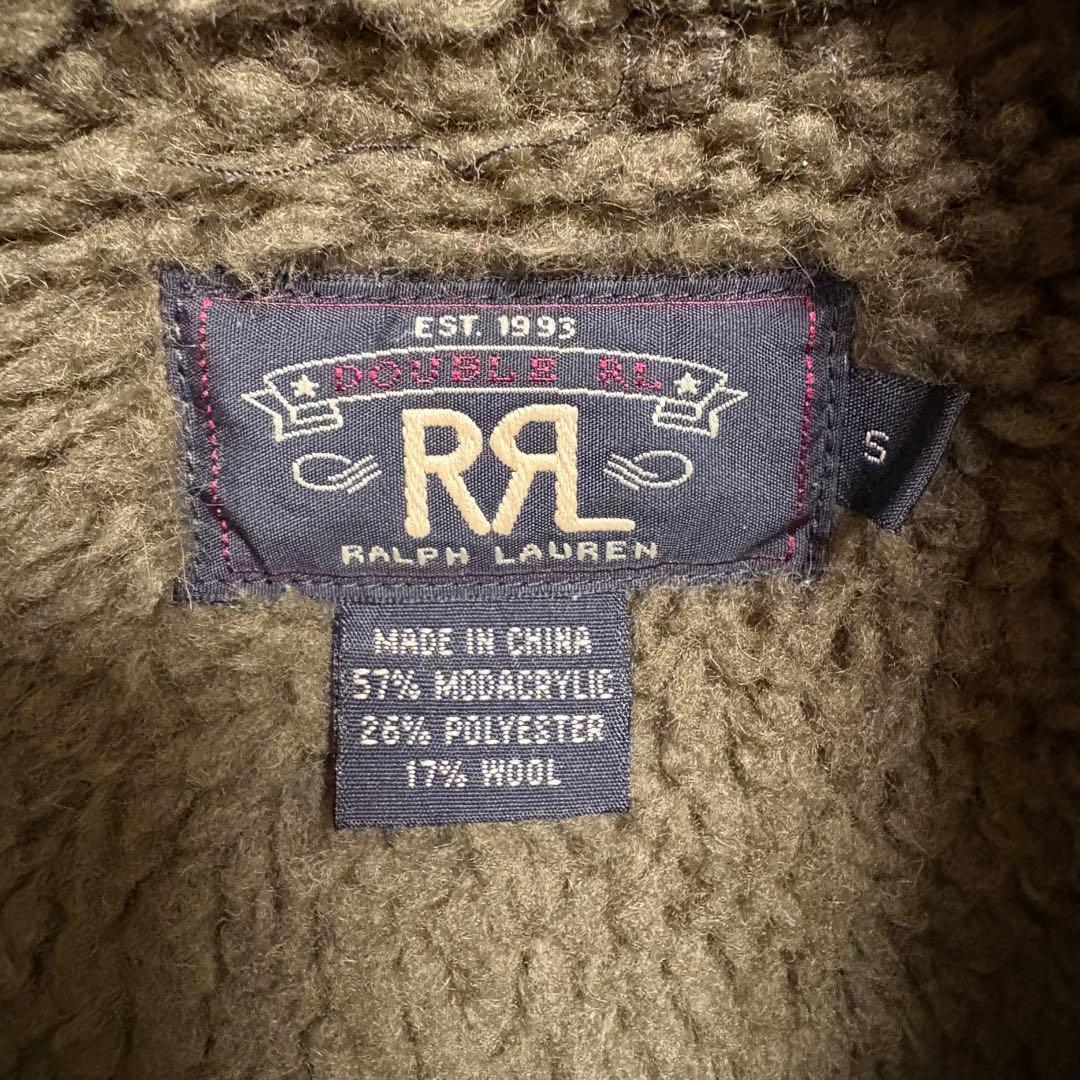 EST. 1993
DOUBLE RL
RRL
RALPH LAUREN
S
MADE IN CHINA
57% MODACRYLIC
26% POLYESTER
17% WOOL